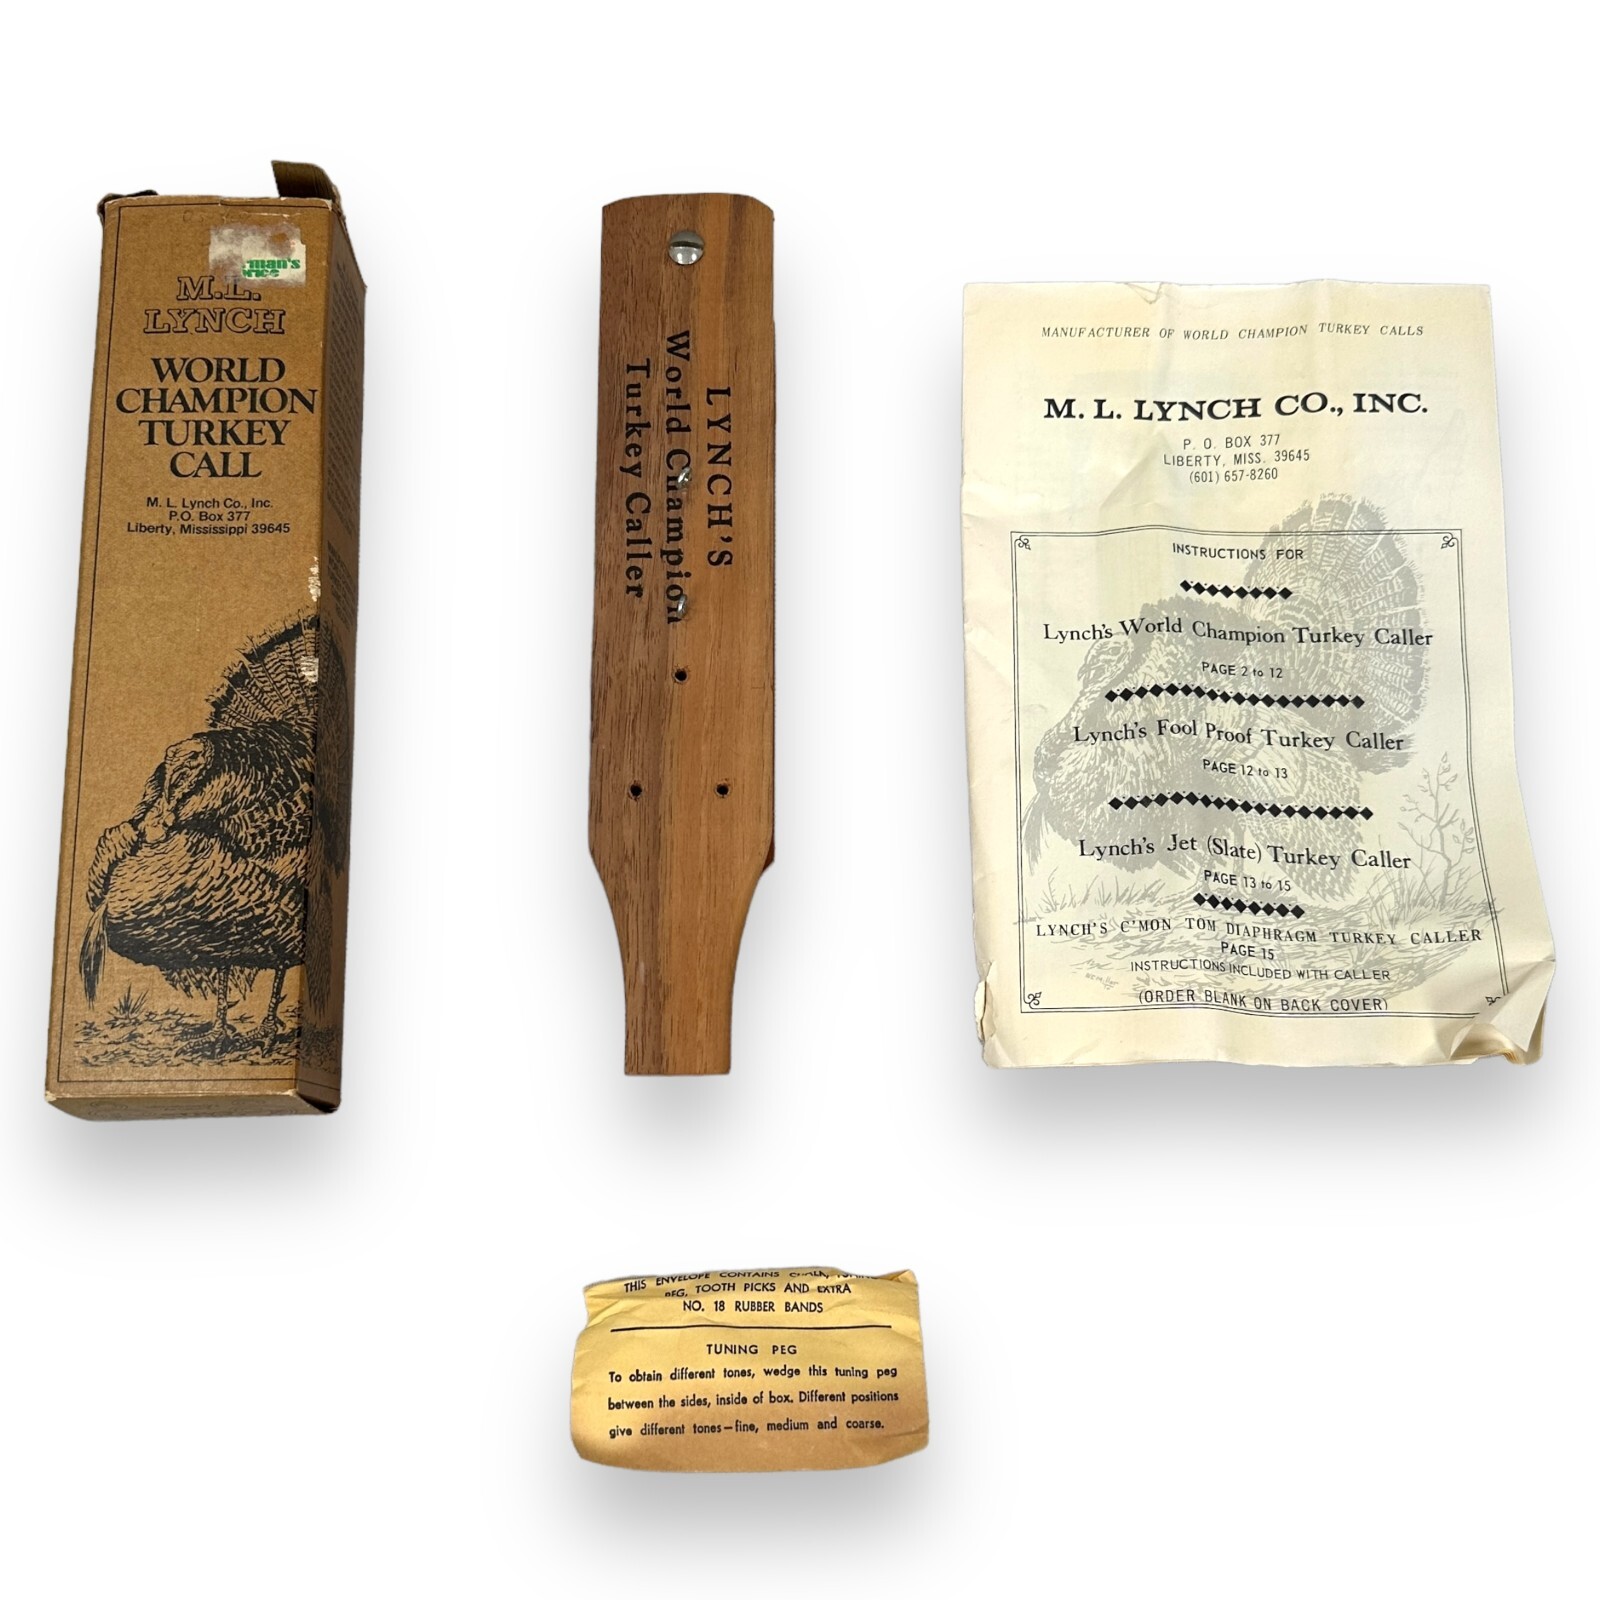 man's
M.L.
LYNCH
WORLD
CHAMPION
TURKEY
CALL
M. L. Lynch Co., Inc.
P.O. Box 377
Liberty, Mississippi 39645
LYNCH'S
World Champion
Turkey Caller
MANUFACTURER OF WORLD CHAMPION TURKEY CALLS
M. L. LYNCH CO., INC.
P. O. BOX 377
LIBERTY, MISS. 39645
(601) 657-8260
INSTRUCTIONS FOR
Lynch's World Champion Turkey Caller
PAGE 2 to 12
Lynch's Fool Proof Turkey Caller
PAGE 12 to 13
Lynch's Jet (Slate) Turkey Caller
PAGE 13 to 15
LYNCH'S C'MON TOM DIAPHRAGM TURKEY CALLER
PAGE 15
INSTRUCTIONS INCLUDED WITH CALLER
(ORDER BLANK ON BACK COVER)
THIS ENVELOPE CONTAINS
PEG, TOOTH PICKS AND EXTRA
NO. 18 RUBBER BANDS
TUNING PEG
To obtain different tones, wedge this tuning peg
between the sides, inside of box. Different positions
give different tones—fine, medium and coarse.